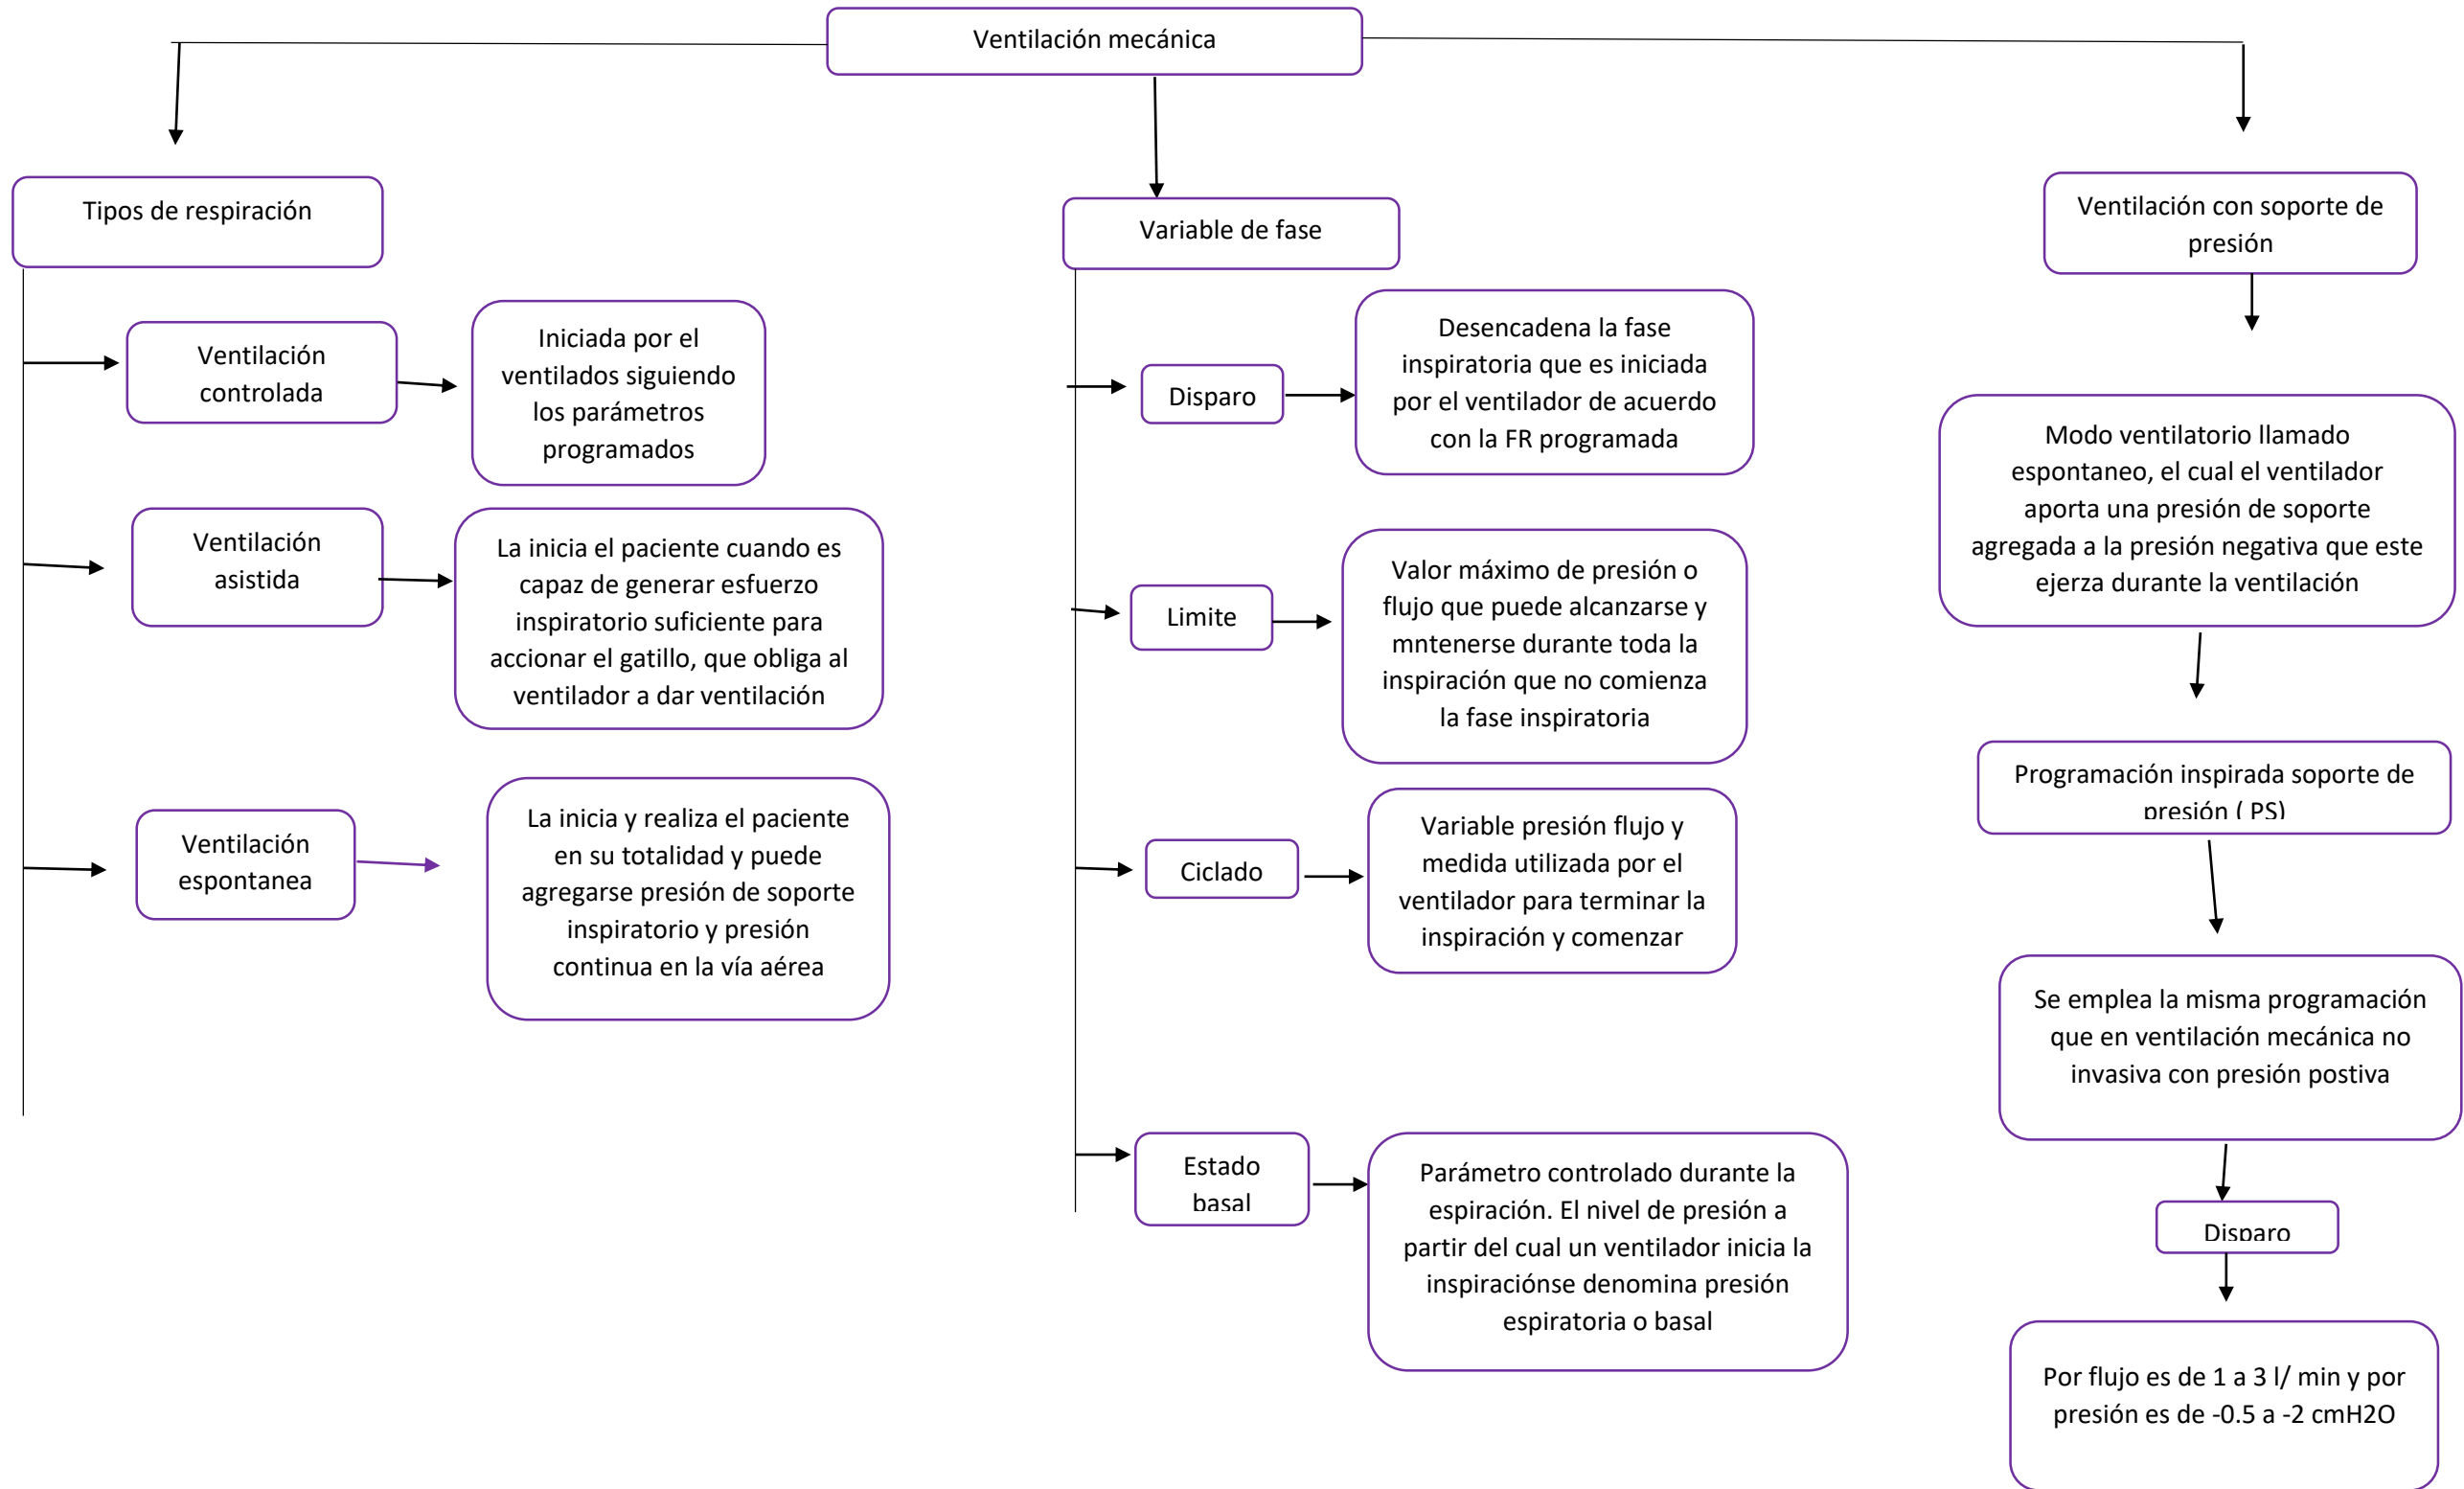 Ventilación mecánica
Tipos de respiración
Ventilación
controlada
Iniciada por el
ventilados siguiendo
los parámetros
programados
Ventilación
asistida
La inicia el paciente cuando es
capaz de generar esfuerzo
inspiratorio suficiente para
accionar el gatillo, que obliga al
ventilador a dar ventilación
Ventilación
espontanea
La inicia y realiza el paciente
en su totalidad y puede
agregarse presión de soporte
inspiratorio y presión
continua en la vía aérea
Variable de fase
Disparo
Desencadena la fase
inspiratoria que es iniciada
por el ventilador de acuerdo
con la FR programada
Limite
Valor máximo de presión o
flujo que puede alcanzarse y
mntenerse durante toda la
inspiración que no comienza
la fase inspiratoria
Ciclado
Variable presión flujo y
medida utilizada por el
ventilador para terminar la
inspiración y comenzar
Estado
basal
Parámetro controlado durante la
espiración. El nivel de presión a
partir del cual un ventilador inicia la
inspiraciónse denomina presión
espiratoria o basal
Ventilación con soporte de
presión
Modo ventilatorio llamado
espontaneo, el cual el ventilador
aporta una presión de soporte
agregada a la presión negativa que este
ejerza durante la ventilación
Programación inspirada soporte de
presión ( PS)
Se emplea la misma programación
que en ventilación mecánica no
invasiva con presión postiva
Disparo
Por flujo es de 1 a 3 l/ min y por
presión es de -0.5 a -2 cmH2O